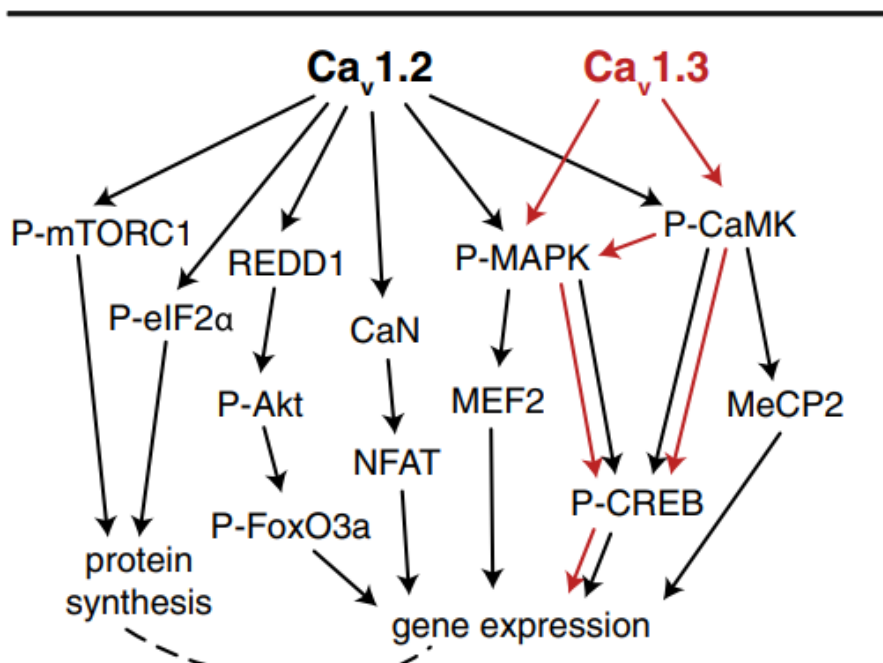 Cav1.2
Cav1.3
P-mTORC1
P-CaMK
REDD1
P-MAPK
P-eIF2α
CaN
P-Akt
MEF2
MeCP2
NFAT
P-CREB
P-FoxO3a
protein
synthesis
gene expression